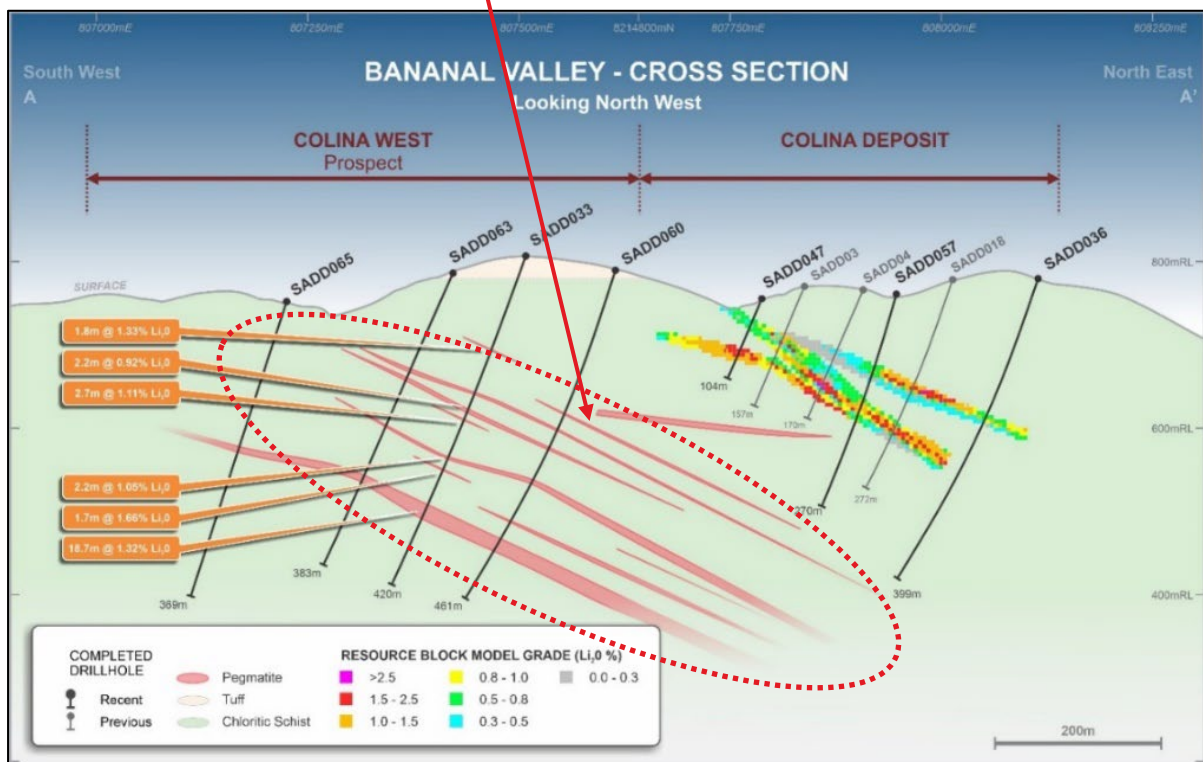 807000mE 807250mE 807500mE 8214800mN 807750mE 808000mE 808250mE
South West
A
BANANAL VALLEY - CROSS SECTION
Looking North West
North East
A'
COLINA WEST
Prospect
COLINA DEPOSIT
SADD065
SADD063
SADD033
SADD060
SADD047
SADD03
SADD04
SADD057
SADD018
SADD036
SURFACE
800mRL
600mRL
400mRL
1.8m @ 1.33% Li₂0
2.2m @ 0.92% Li₂0
2.7m @ 1.11% Li₂0
2.2m @ 1.05% Li₂0
1.7m @ 1.66% Li₂0
18.7m @ 1.32% Li₂0
369m
383m
420m
461m
104m
157m
179m
270m
272m
399m
COMPLETED
DRILLHOLE
Recent
Previous
Pegmatite
Tuff
Chloritic Schist
RESOURCE BLOCK MODEL GRADE (Li₂0 %)
>2.5 0.8 - 1.0 0.0 - 0.3
1.5 - 2.5 0.5 - 0.8
1.0 - 1.5 0.3 - 0.5
200m